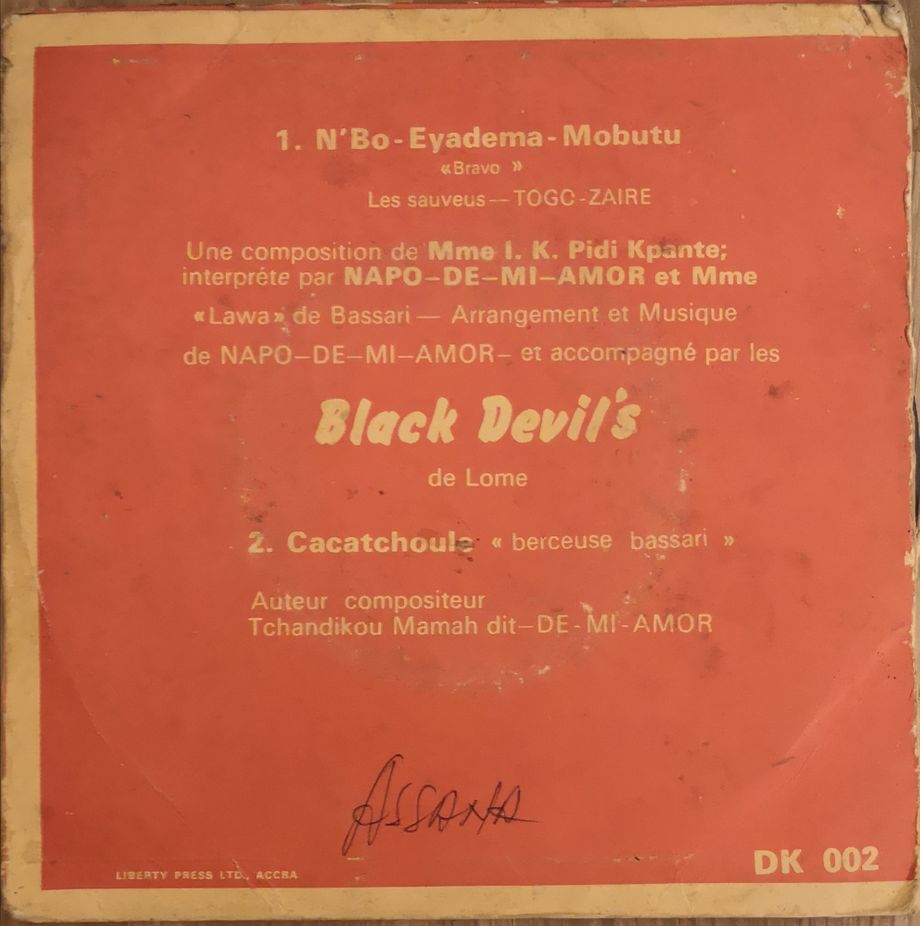 1. N'Bo-Eyadema-Mobutu
«Bravo »
Les sauveus—TOGO-ZAIRE
Une composition de Mme I. K. Pidi Kpante;
interprète par NAPO—DE—MI—AMOR et Mme
«Lawa» de Bassari — Arrangement et Musique
de NAPO—DE—MI—AMOR— et accompagné par les
Black Devil's
de Lome
2. Cacatchoule « berceuse bassari »
Auteur compositeur
Tchandikou Mamah dit—DE-MI-AMOR
LIBERTY PRESS LTD., ACCRA
DK 002